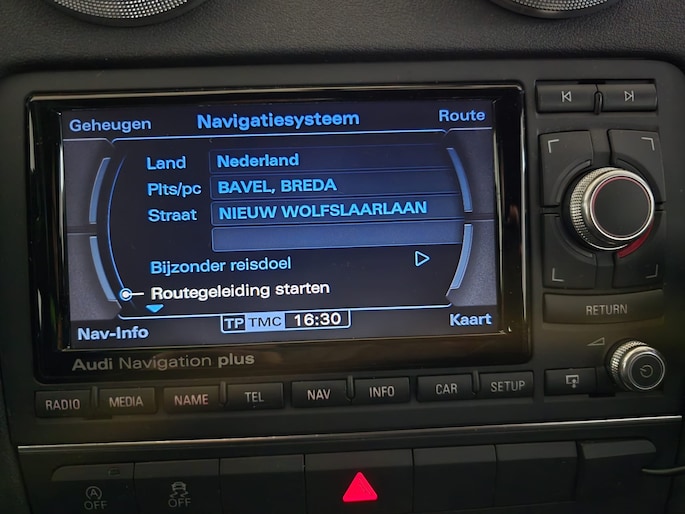 Geheugen Navigatiesysteem Route
Land Nederland
Plts/pc BAVEL, BREDA
Straat NIEUW WOLFSLAARLAAN
Bijzonder reisdoel
Routegeleiding starten
Nav-Info TP TMC 16:30 Kaart
Audi Navigation plus
RETURN
RADIO MEDIA NAME TEL NAV INFO CAR SETUP
OFF OFF